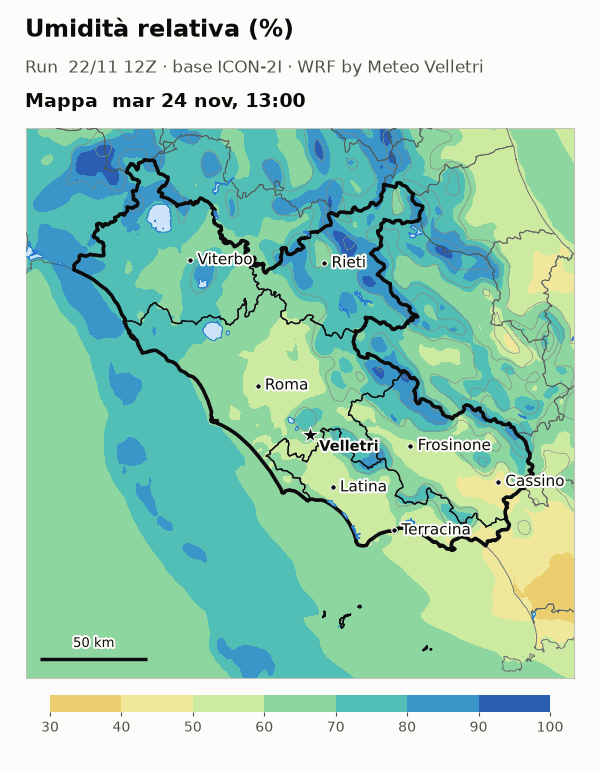 Umidità relativa (%)
Run  22/11 12Z · base ICON-2I · WRF by Meteo Velletri
Mappa  mar 24 nov, 13:00
Viterbo
Rieti
Roma
Velletri
Frosinone
Cassino
Latina
Terracina
50 km
30 40 50 60 70 80 90 100